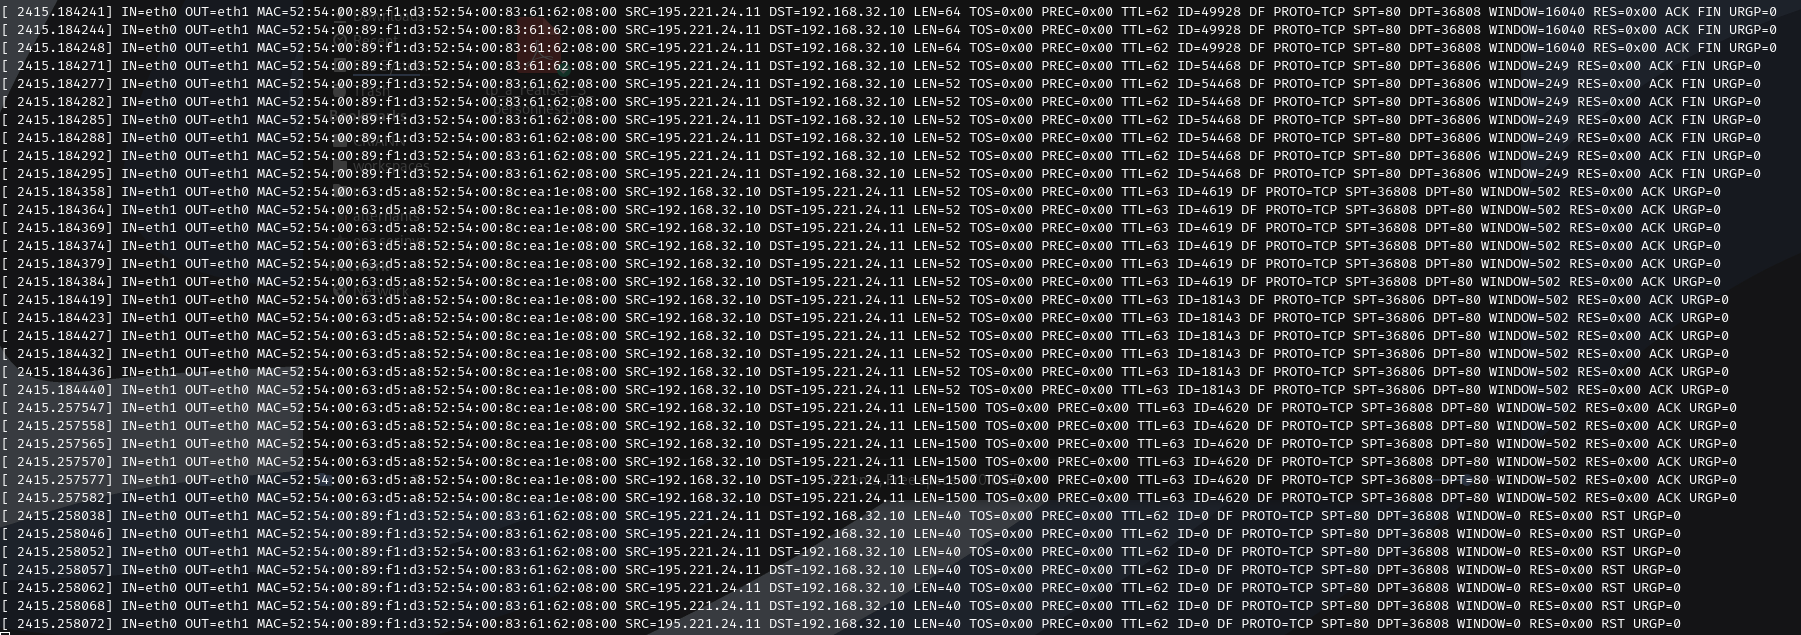 [ 2415.184241] IN=eth0 OUT=eth1 MAC=52:54:00:89:f1:d3:52:54:00:83:61:62:08:00 SRC=195.221.24.11 DST=192.168.32.10 LEN=64 TOS=0x00 PREC=0x00 TTL=62 ID=49928 DF PROTO=TCP SPT=80 DPT=36808 WINDOW=16040 RES=0x00 ACK FIN URGP=0
[ 2415.184244] IN=eth0 OUT=eth1 MAC=52:54:00:89:f1:d3:52:54:00:83:61:62:08:00 SRC=195.221.24.11 DST=192.168.32.10 LEN=64 TOS=0x00 PREC=0x00 TTL=62 ID=49928 DF PROTO=TCP SPT=80 DPT=36808 WINDOW=16040 RES=0x00 ACK FIN URGP=0
[ 2415.184248] IN=eth0 OUT=eth1 MAC=52:54:00:89:f1:d3:52:54:00:83:61:62:08:00 SRC=195.221.24.11 DST=192.168.32.10 LEN=64 TOS=0x00 PREC=0x00 TTL=62 ID=49928 DF PROTO=TCP SPT=80 DPT=36808 WINDOW=16040 RES=0x00 ACK FIN URGP=0
[ 2415.184271] IN=eth0 OUT=eth1 MAC=52:54:00:89:f1:d3:52:54:00:83:61:62:08:00 SRC=195.221.24.11 DST=192.168.32.10 LEN=52 TOS=0x00 PREC=0x00 TTL=62 ID=54468 DF PROTO=TCP SPT=80 DPT=36806 WINDOW=249 RES=0x00 ACK FIN URGP=0
[ 2415.184277] IN=eth0 OUT=eth1 MAC=52:54:00:89:f1:d3:52:54:00:83:61:62:08:00 SRC=195.221.24.11 DST=192.168.32.10 LEN=52 TOS=0x00 PREC=0x00 TTL=62 ID=54468 DF PROTO=TCP SPT=80 DPT=36806 WINDOW=249 RES=0x00 ACK FIN URGP=0
[ 2415.184282] IN=eth0 OUT=eth1 MAC=52:54:00:89:f1:d3:52:54:00:83:61:62:08:00 SRC=195.221.24.11 DST=192.168.32.10 LEN=52 TOS=0x00 PREC=0x00 TTL=62 ID=54468 DF PROTO=TCP SPT=80 DPT=36806 WINDOW=249 RES=0x00 ACK FIN URGP=0
[ 2415.184285] IN=eth0 OUT=eth1 MAC=52:54:00:89:f1:d3:52:54:00:83:61:62:08:00 SRC=195.221.24.11 DST=192.168.32.10 LEN=52 TOS=0x00 PREC=0x00 TTL=62 ID=54468 DF PROTO=TCP SPT=80 DPT=36806 WINDOW=249 RES=0x00 ACK FIN URGP=0
[ 2415.184288] IN=eth0 OUT=eth1 MAC=52:54:00:89:f1:d3:52:54:00:83:61:62:08:00 SRC=195.221.24.11 DST=192.168.32.10 LEN=52 TOS=0x00 PREC=0x00 TTL=62 ID=54468 DF PROTO=TCP SPT=80 DPT=36806 WINDOW=249 RES=0x00 ACK FIN URGP=0
[ 2415.184292] IN=eth0 OUT=eth1 MAC=52:54:00:89:f1:d3:52:54:00:83:61:62:08:00 SRC=195.221.24.11 DST=192.168.32.10 LEN=52 TOS=0x00 PREC=0x00 TTL=62 ID=54468 DF PROTO=TCP SPT=80 DPT=36806 WINDOW=249 RES=0x00 ACK FIN URGP=0
[ 2415.184295] IN=eth0 OUT=eth1 MAC=52:54:00:89:f1:d3:52:54:00:83:61:62:08:00 SRC=195.221.24.11 DST=192.168.32.10 LEN=52 TOS=0x00 PREC=0x00 TTL=62 ID=54468 DF PROTO=TCP SPT=80 DPT=36806 WINDOW=249 RES=0x00 ACK FIN URGP=0
[ 2415.184358] IN=eth1 OUT=eth0 MAC=52:54:00:63:d5:a8:52:54:00:8c:ea:1e:08:00 SRC=192.168.32.10 DST=195.221.24.11 LEN=52 TOS=0x00 PREC=0x00 TTL=63 ID=4619 DF PROTO=TCP SPT=36808 DPT=80 WINDOW=502 RES=0x00 ACK URGP=0
[ 2415.184364] IN=eth1 OUT=eth0 MAC=52:54:00:63:d5:a8:52:54:00:8c:ea:1e:08:00 SRC=192.168.32.10 DST=195.221.24.11 LEN=52 TOS=0x00 PREC=0x00 TTL=63 ID=4619 DF PROTO=TCP SPT=36808 DPT=80 WINDOW=502 RES=0x00 ACK URGP=0
[ 2415.184369] IN=eth1 OUT=eth0 MAC=52:54:00:63:d5:a8:52:54:00:8c:ea:1e:08:00 SRC=192.168.32.10 DST=195.221.24.11 LEN=52 TOS=0x00 PREC=0x00 TTL=63 ID=4619 DF PROTO=TCP SPT=36808 DPT=80 WINDOW=502 RES=0x00 ACK URGP=0
[ 2415.184374] IN=eth1 OUT=eth0 MAC=52:54:00:63:d5:a8:52:54:00:8c:ea:1e:08:00 SRC=192.168.32.10 DST=195.221.24.11 LEN=52 TOS=0x00 PREC=0x00 TTL=63 ID=4619 DF PROTO=TCP SPT=36808 DPT=80 WINDOW=502 RES=0x00 ACK URGP=0
[ 2415.184379] IN=eth1 OUT=eth0 MAC=52:54:00:63:d5:a8:52:54:00:8c:ea:1e:08:00 SRC=192.168.32.10 DST=195.221.24.11 LEN=52 TOS=0x00 PREC=0x00 TTL=63 ID=4619 DF PROTO=TCP SPT=36808 DPT=80 WINDOW=502 RES=0x00 ACK URGP=0
[ 2415.184384] IN=eth1 OUT=eth0 MAC=52:54:00:63:d5:a8:52:54:00:8c:ea:1e:08:00 SRC=192.168.32.10 DST=195.221.24.11 LEN=52 TOS=0x00 PREC=0x00 TTL=63 ID=4619 DF PROTO=TCP SPT=36808 DPT=80 WINDOW=502 RES=0x00 ACK URGP=0
[ 2415.184419] IN=eth1 OUT=eth0 MAC=52:54:00:63:d5:a8:52:54:00:8c:ea:1e:08:00 SRC=192.168.32.10 DST=195.221.24.11 LEN=52 TOS=0x00 PREC=0x00 TTL=63 ID=18143 DF PROTO=TCP SPT=36806 DPT=80 WINDOW=502 RES=0x00 ACK URGP=0
[ 2415.184423] IN=eth1 OUT=eth0 MAC=52:54:00:63:d5:a8:52:54:00:8c:ea:1e:08:00 SRC=192.168.32.10 DST=195.221.24.11 LEN=52 TOS=0x00 PREC=0x00 TTL=63 ID=18143 DF PROTO=TCP SPT=36806 DPT=80 WINDOW=502 RES=0x00 ACK URGP=0
[ 2415.184427] IN=eth1 OUT=eth0 MAC=52:54:00:63:d5:a8:52:54:00:8c:ea:1e:08:00 SRC=192.168.32.10 DST=195.221.24.11 LEN=52 TOS=0x00 PREC=0x00 TTL=63 ID=18143 DF PROTO=TCP SPT=36806 DPT=80 WINDOW=502 RES=0x00 ACK URGP=0
[ 2415.184432] IN=eth1 OUT=eth0 MAC=52:54:00:63:d5:a8:52:54:00:8c:ea:1e:08:00 SRC=192.168.32.10 DST=195.221.24.11 LEN=52 TOS=0x00 PREC=0x00 TTL=63 ID=18143 DF PROTO=TCP SPT=36806 DPT=80 WINDOW=502 RES=0x00 ACK URGP=0
[ 2415.184436] IN=eth1 OUT=eth0 MAC=52:54:00:63:d5:a8:52:54:00:8c:ea:1e:08:00 SRC=192.168.32.10 DST=195.221.24.11 LEN=52 TOS=0x00 PREC=0x00 TTL=63 ID=18143 DF PROTO=TCP SPT=36806 DPT=80 WINDOW=502 RES=0x00 ACK URGP=0
[ 2415.184440] IN=eth1 OUT=eth0 MAC=52:54:00:63:d5:a8:52:54:00:8c:ea:1e:08:00 SRC=192.168.32.10 DST=195.221.24.11 LEN=52 TOS=0x00 PREC=0x00 TTL=63 ID=18143 DF PROTO=TCP SPT=36806 DPT=80 WINDOW=502 RES=0x00 ACK URGP=0
[ 2415.257547] IN=eth1 OUT=eth0 MAC=52:54:00:63:d5:a8:52:54:00:8c:ea:1e:08:00 SRC=192.168.32.10 DST=195.221.24.11 LEN=1500 TOS=0x00 PREC=0x00 TTL=63 ID=4620 DF PROTO=TCP SPT=36808 DPT=80 WINDOW=502 RES=0x00 ACK URGP=0
[ 2415.257558] IN=eth1 OUT=eth0 MAC=52:54:00:63:d5:a8:52:54:00:8c:ea:1e:08:00 SRC=192.168.32.10 DST=195.221.24.11 LEN=1500 TOS=0x00 PREC=0x00 TTL=63 ID=4620 DF PROTO=TCP SPT=36808 DPT=80 WINDOW=502 RES=0x00 ACK URGP=0
[ 2415.257565] IN=eth1 OUT=eth0 MAC=52:54:00:63:d5:a8:52:54:00:8c:ea:1e:08:00 SRC=192.168.32.10 DST=195.221.24.11 LEN=1500 TOS=0x00 PREC=0x00 TTL=63 ID=4620 DF PROTO=TCP SPT=36808 DPT=80 WINDOW=502 RES=0x00 ACK URGP=0
[ 2415.257570] IN=eth1 OUT=eth0 MAC=52:54:00:63:d5:a8:52:54:00:8c:ea:1e:08:00 SRC=192.168.32.10 DST=195.221.24.11 LEN=1500 TOS=0x00 PREC=0x00 TTL=63 ID=4620 DF PROTO=TCP SPT=36808 DPT=80 WINDOW=502 RES=0x00 ACK URGP=0
[ 2415.257577] IN=eth1 OUT=eth0 MAC=52:54:00:63:d5:a8:52:54:00:8c:ea:1e:08:00 SRC=192.168.32.10 DST=195.221.24.11 LEN=1500 TOS=0x00 PREC=0x00 TTL=63 ID=4620 DF PROTO=TCP SPT=36808 DPT=80 WINDOW=502 RES=0x00 ACK URGP=0
[ 2415.257582] IN=eth1 OUT=eth0 MAC=52:54:00:63:d5:a8:52:54:00:8c:ea:1e:08:00 SRC=192.168.32.10 DST=195.221.24.11 LEN=1500 TOS=0x00 PREC=0x00 TTL=63 ID=4620 DF PROTO=TCP SPT=36808 DPT=80 WINDOW=502 RES=0x00 ACK URGP=0
[ 2415.258038] IN=eth0 OUT=eth1 MAC=52:54:00:89:f1:d3:52:54:00:83:61:62:08:00 SRC=195.221.24.11 DST=192.168.32.10 LEN=40 TOS=0x00 PREC=0x00 TTL=62 ID=0 DF PROTO=TCP SPT=80 DPT=36808 WINDOW=0 RES=0x00 RST URGP=0
[ 2415.258046] IN=eth0 OUT=eth1 MAC=52:54:00:89:f1:d3:52:54:00:83:61:62:08:00 SRC=195.221.24.11 DST=192.168.32.10 LEN=40 TOS=0x00 PREC=0x00 TTL=62 ID=0 DF PROTO=TCP SPT=80 DPT=36808 WINDOW=0 RES=0x00 RST URGP=0
[ 2415.258052] IN=eth0 OUT=eth1 MAC=52:54:00:89:f1:d3:52:54:00:83:61:62:08:00 SRC=195.221.24.11 DST=192.168.32.10 LEN=40 TOS=0x00 PREC=0x00 TTL=62 ID=0 DF PROTO=TCP SPT=80 DPT=36808 WINDOW=0 RES=0x00 RST URGP=0
[ 2415.258057] IN=eth0 OUT=eth1 MAC=52:54:00:89:f1:d3:52:54:00:83:61:62:08:00 SRC=195.221.24.11 DST=192.168.32.10 LEN=40 TOS=0x00 PREC=0x00 TTL=62 ID=0 DF PROTO=TCP SPT=80 DPT=36808 WINDOW=0 RES=0x00 RST URGP=0
[ 2415.258062] IN=eth0 OUT=eth1 MAC=52:54:00:89:f1:d3:52:54:00:83:61:62:08:00 SRC=195.221.24.11 DST=192.168.32.10 LEN=40 TOS=0x00 PREC=0x00 TTL=62 ID=0 DF PROTO=TCP SPT=80 DPT=36808 WINDOW=0 RES=0x00 RST URGP=0
[ 2415.258068] IN=eth0 OUT=eth1 MAC=52:54:00:89:f1:d3:52:54:00:83:61:62:08:00 SRC=195.221.24.11 DST=192.168.32.10 LEN=40 TOS=0x00 PREC=0x00 TTL=62 ID=0 DF PROTO=TCP SPT=80 DPT=36808 WINDOW=0 RES=0x00 RST URGP=0
[ 2415.258072] IN=eth0 OUT=eth1 MAC=52:54:00:89:f1:d3:52:54:00:83:61:62:08:00 SRC=195.221.24.11 DST=192.168.32.10 LEN=40 TOS=0x00 PREC=0x00 TTL=62 ID=0 DF PROTO=TCP SPT=80 DPT=36808 WINDOW=0 RES=0x00 RST URGP=0